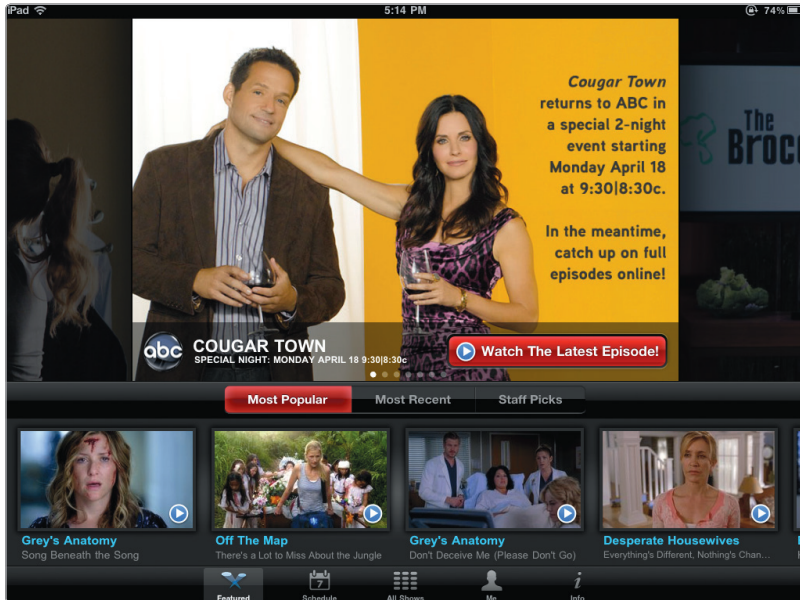 iPad
5:14 PM
74%
Cougar Town
returns to ABC in
a special 2-night
event starting
Monday April 18
at 9:30|8:30c.
In the meantime,
catch up on full
episodes online!
The
Broc
abc
COUGAR TOWN
SPECIAL NIGHT: MONDAY APRIL 18 9:30|8:30c
Watch The Latest Episode!
Most Popular
Most Recent
Staff Picks
Grey's Anatomy
Song Beneath the Song
Off The Map
There's a Lot to Miss About the Jungle
Grey's Anatomy
Don't Deceive Me (Please Don't Go)
Desperate Housewives
Everything's Different, Nothing's Chan...
7
Featured
Schedule
All Shows
Me
Info